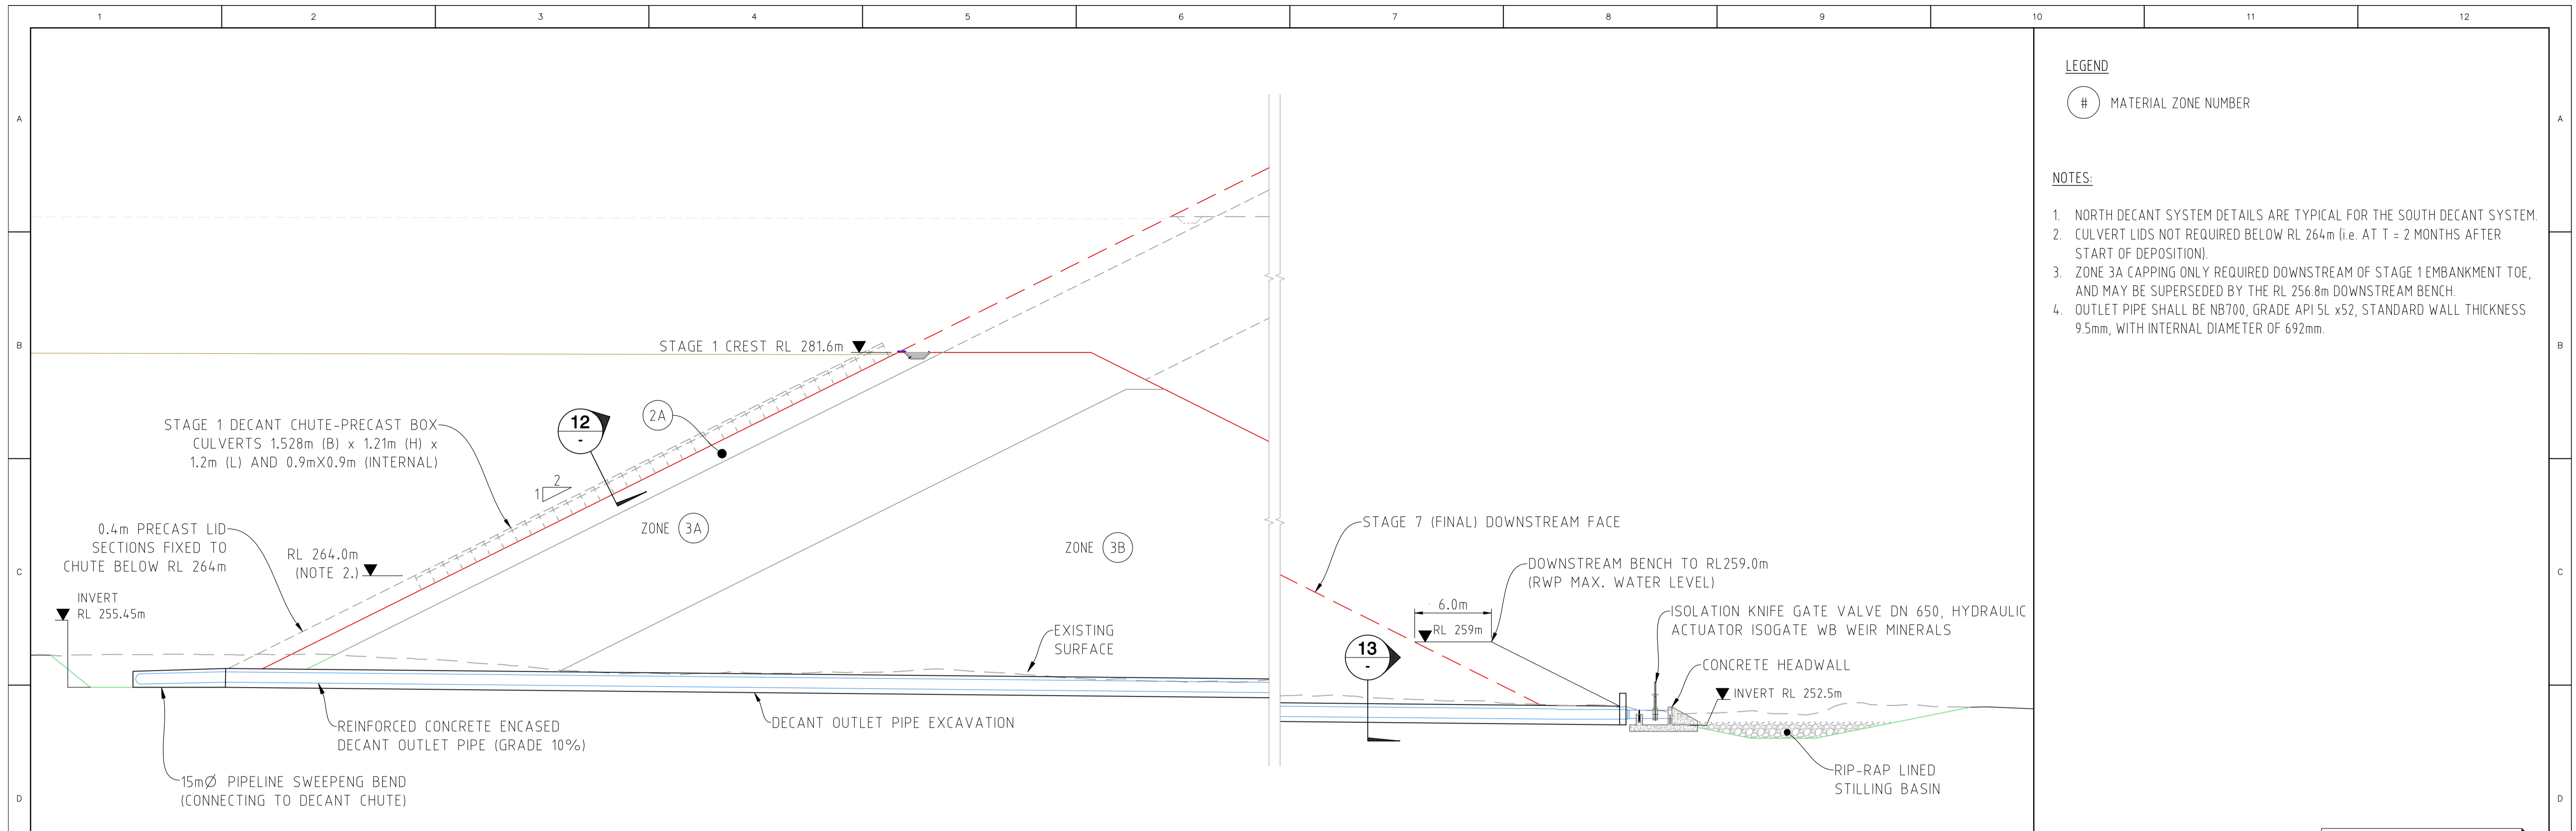 1 2 3 4 5 6 7 8 9 10 11 12
A
B
C
D
STAGE 1 CREST RL 281.6m
STAGE 1 DECANT CHUTE-PRECAST BOX
CULVERTS 1.528m (B) x 1.21m (H) x
1.2m (L) AND 0.9mX0.9m (INTERNAL)
12
-
2A
2
1
0.4m PRECAST LID
SECTIONS FIXED TO
CHUTE BELOW RL 264m
RL 264.0m
(NOTE 2.)
ZONE 3A
ZONE 3B
INVERT
RL 255.45m
EXISTING
SURFACE
REINFORCED CONCRETE ENCASED
DECANT OUTLET PIPE (GRADE 10%)
DECANT OUTLET PIPE EXCAVATION
15mØ PIPELINE SWEEPENG BEND
(CONNECTING TO DECANT CHUTE)
STAGE 7 (FINAL) DOWNSTREAM FACE
DOWNSTREAM BENCH TO RL259.0m
(RWP MAX. WATER LEVEL)
6.0m
RL 259m
ISOLATION KNIFE GATE VALVE DN 650, HYDRAULIC
ACTUATOR ISOGATE WB WEIR MINERALS
13
-
CONCRETE HEADWALL
INVERT RL 252.5m
RIP-RAP LINED
STILLING BASIN
LEGEND
# MATERIAL ZONE NUMBER
NOTES:
1. NORTH DECANT SYSTEM DETAILS ARE TYPICAL FOR THE SOUTH DECANT SYSTEM.
2. CULVERT LIDS NOT REQUIRED BELOW RL 264m (i.e. AT T = 2 MONTHS AFTER
START OF DEPOSITION).
3. ZONE 3A CAPPING ONLY REQUIRED DOWNSTREAM OF STAGE 1 EMBANKMENT TOE,
AND MAY BE SUPERSEDED BY THE RL 256.8m DOWNSTREAM BENCH.
4. OUTLET PIPE SHALL BE NB700, GRADE API 5L x52, STANDARD WALL THICKNESS
9.5mm, WITH INTERNAL DIAMETER OF 692mm.
A
B
C
D